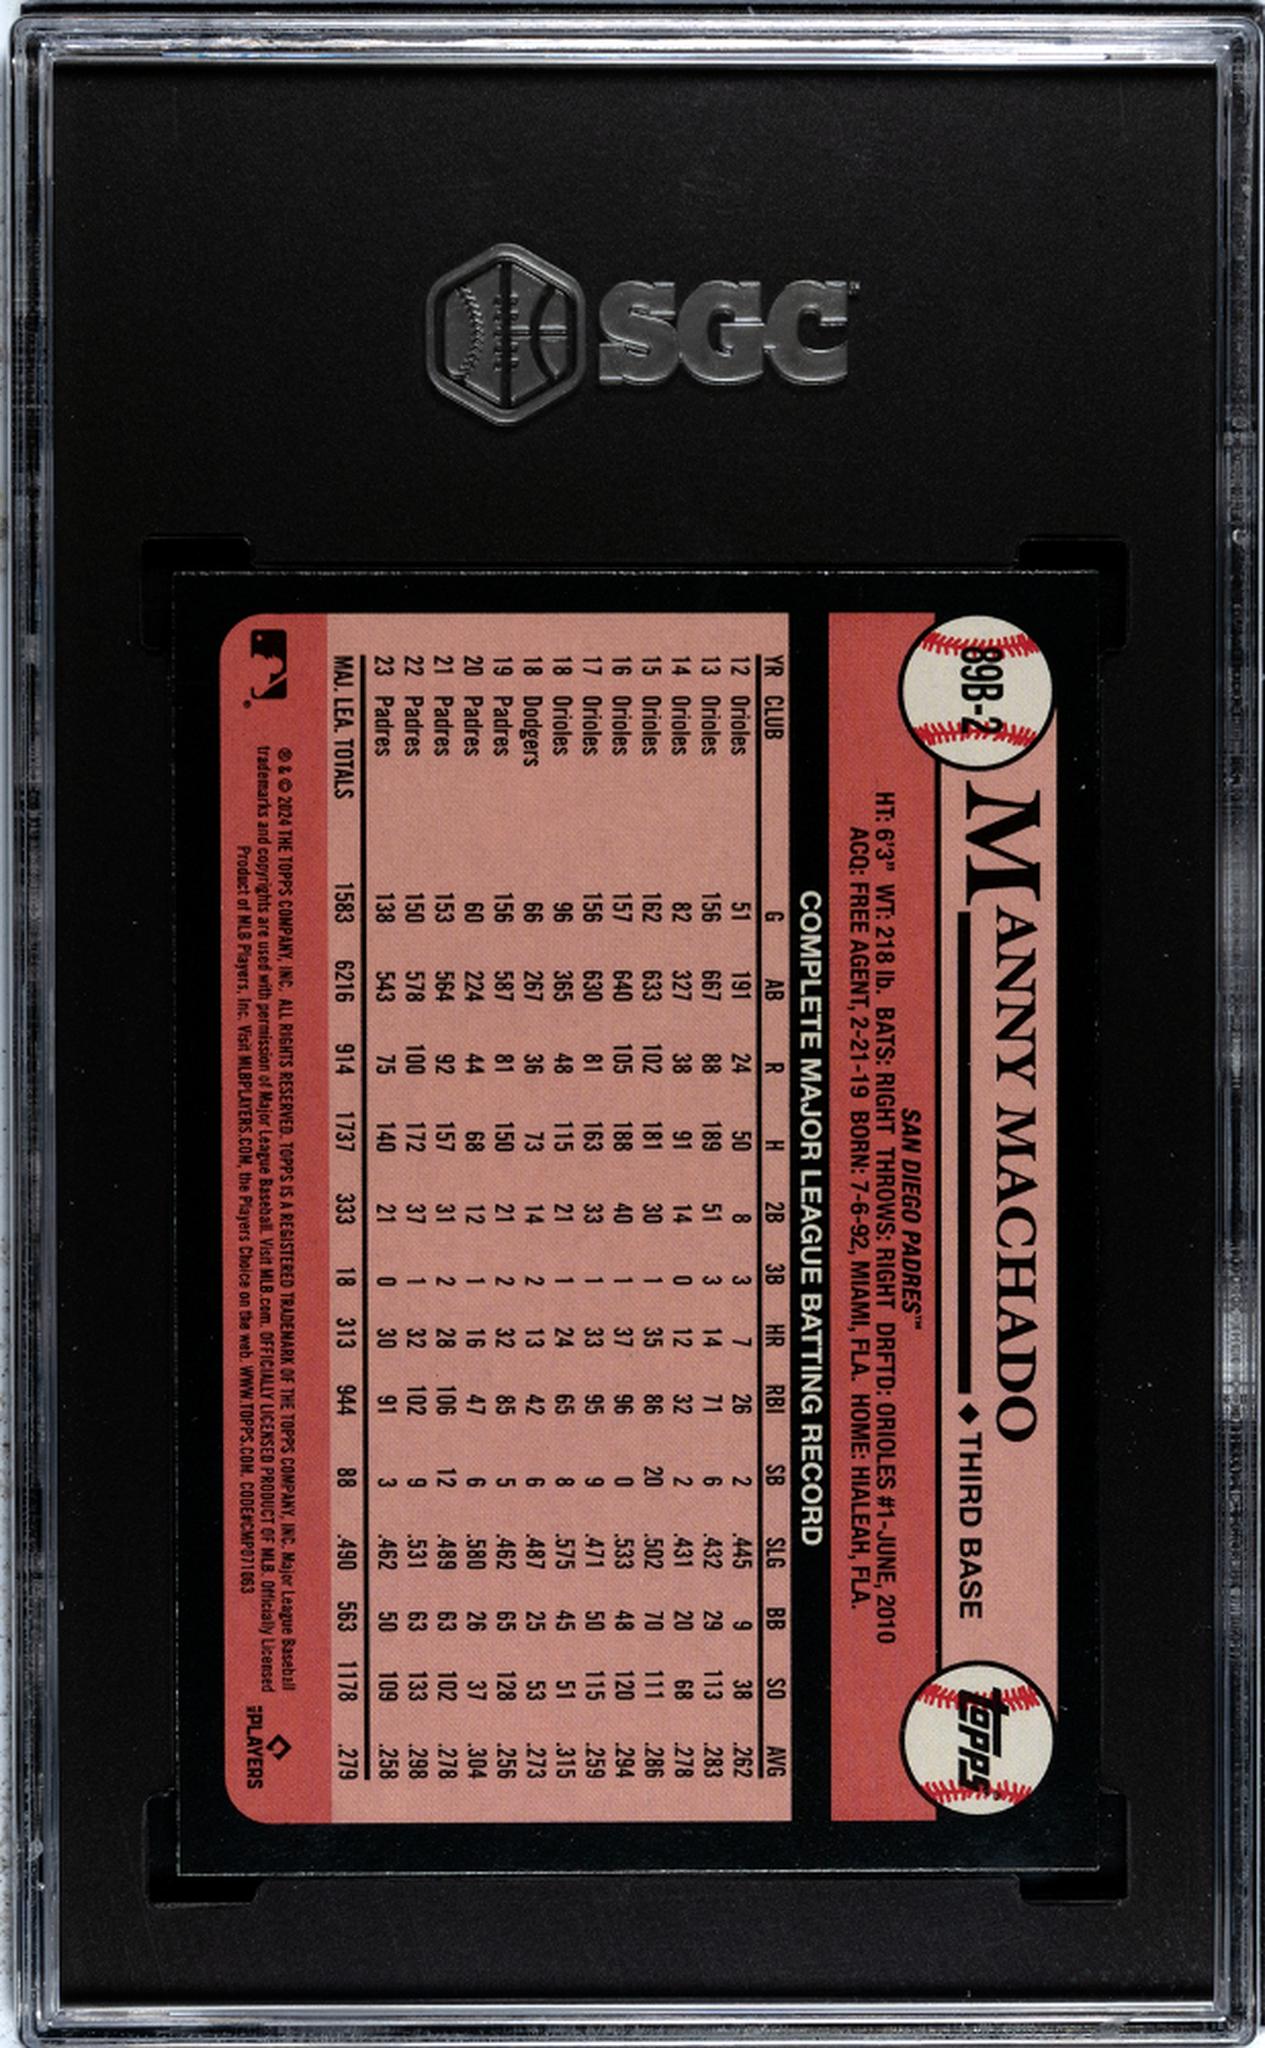 SGC
89B-2
MANNY MACHADO
♦ THIRD BASE
topps®
SAN DIEGO PADRES™
HT: 6'3" WT: 218 lb. BATS: RIGHT THROWS: RIGHT DRFTD: ORIOLES #1-JUNE, 2010
ACQ: FREE AGENT, 2-21-19 BORN: 7-6-92, MIAMI, FLA. HOME: HIALEAH, FLA.
COMPLETE MAJOR LEAGUE BATTING RECORD
YR CLUB G AB R H 2B 3B HR RBI SB SLG BB SO AVG
12 Orioles 51 191 24 50 8 3 7 26 2 .445 9 38 .262
13 Orioles 156 667 88 189 51 3 14 71 6 .432 29 113 .283
14 Orioles 82 327 38 91 14 0 12 32 2 .431 20 68 .278
15 Orioles 162 633 102 181 30 1 35 86 20 .502 70 111 .286
16 Orioles 157 640 105 188 40 1 37 96 0 .533 48 120 .294
17 Orioles 156 630 81 163 33 1 33 95 9 .471 50 115 .259
18 Orioles 96 365 48 115 21 1 24 65 8 .575 45 51 .315
18 Dodgers 66 267 36 73 14 2 13 42 6 .487 25 53 .273
19 Padres 156 587 81 150 21 2 32 85 5 .462 65 128 .256
20 Padres 60 224 44 68 12 1 16 47 6 .580 26 37 .304
21 Padres 153 564 92 157 31 2 28 106 12 .489 63 102 .278
22 Padres 150 578 100 172 37 1 32 102 9 .531 63 133 .298
23 Padres 138 543 75 140 21 0 30 91 3 .462 50 109 .258
MAJ. LEA. TOTALS 1583 6216 914 1737 333 18 313 944 88 .490 563 1178 .279
® & © 2024 THE TOPPS COMPANY, INC. ALL RIGHTS RESERVED. TOPPS IS A REGISTERED TRADEMARK OF THE TOPPS COMPANY, INC. Major League Baseball
trademarks and copyrights are used with permission of Major League Baseball. Visit MLB.com. OFFICIALLY LICENSED PRODUCT OF MLB. Officially Licensed
Product of MLB Players, Inc. Visit MLBPLAYERS.COM, the Players Choice on the web. WWW.TOPPS.COM. CODE#CMP071063
PLAYERS